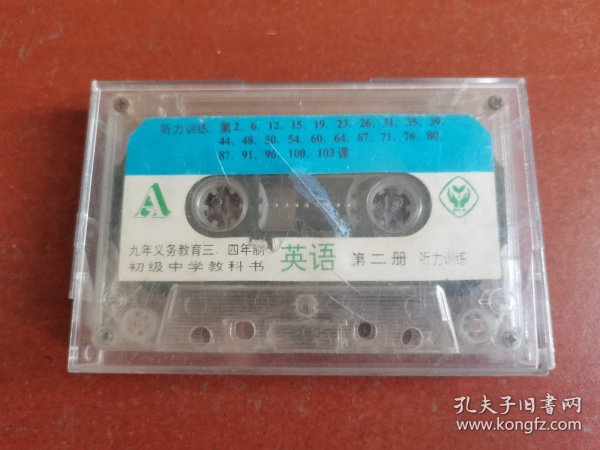 听力训练 第2、6、12、15、19、23、26、31、35、39、
44、48、50、54、60、64、67、71、76、80、
87、91、96、100、103课
A
九年义务教育三、四年制
初级中学教科书
英语 第二册 听力训练
孔夫子旧书网
www.kongfz.com